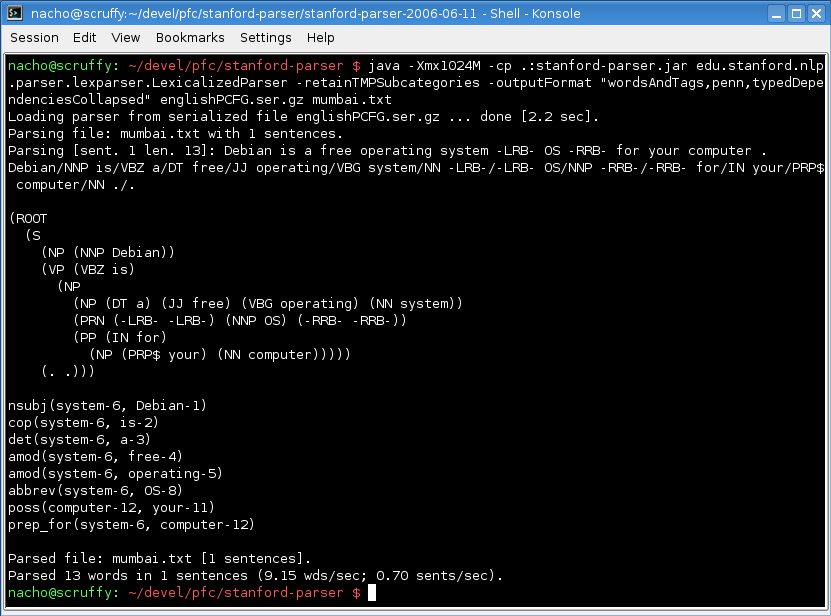 nacho@scruffy:~/devel/pfc/stanford-parser/stanford-parser-2006-06-11 - Shell - Konsole
Session Edit View Bookmarks Settings Help
nacho@scruffy: ~/devel/pfc/stanford-parser $ java -Xmx1024M -cp .:stanford-parser.jar edu.stanford.nlp
.parser.lexparser.LexicalizedParser -retainTMPSubcategories -outputFormat "wordsAndTags,penn,typedDepe
ndenciesCollapsed" englishPCFG.ser.gz mumbai.txt
Loading parser from serialized file englishPCFG.ser.gz ... done [2.2 sec].
Parsing file: mumbai.txt with 1 sentences.
Parsing [sent. 1 len. 13]: Debian is a free operating system -LRB- OS -RRB- for your computer .
Debian/NNP is/VBZ a/DT free/JJ operating/VBG system/NN -LRB-/-LRB- OS/NNP -RRB-/-RRB- for/IN your/PRP$
 computer/NN ./.

(ROOT
  (S
    (NP (NNP Debian))
    (VP (VBZ is)
      (NP
        (NP (DT a) (JJ free) (VBG operating) (NN system))
        (PRN (-LRB- -LRB-) (NNP OS) (-RRB- -RRB-))
        (PP (IN for)
          (NP (PRP$ your) (NN computer)))))
    (. .)))

nsubj(system-6, Debian-1)
cop(system-6, is-2)
det(system-6, a-3)
amod(system-6, free-4)
amod(system-6, operating-5)
abbrev(system-6, OS-8)
poss(computer-12, your-11)
prep_for(system-6, computer-12)

Parsed file: mumbai.txt [1 sentences].
Parsed 13 words in 1 sentences (9.15 wds/sec; 0.70 sents/sec).
nacho@scruffy: ~/devel/pfc/stanford-parser $